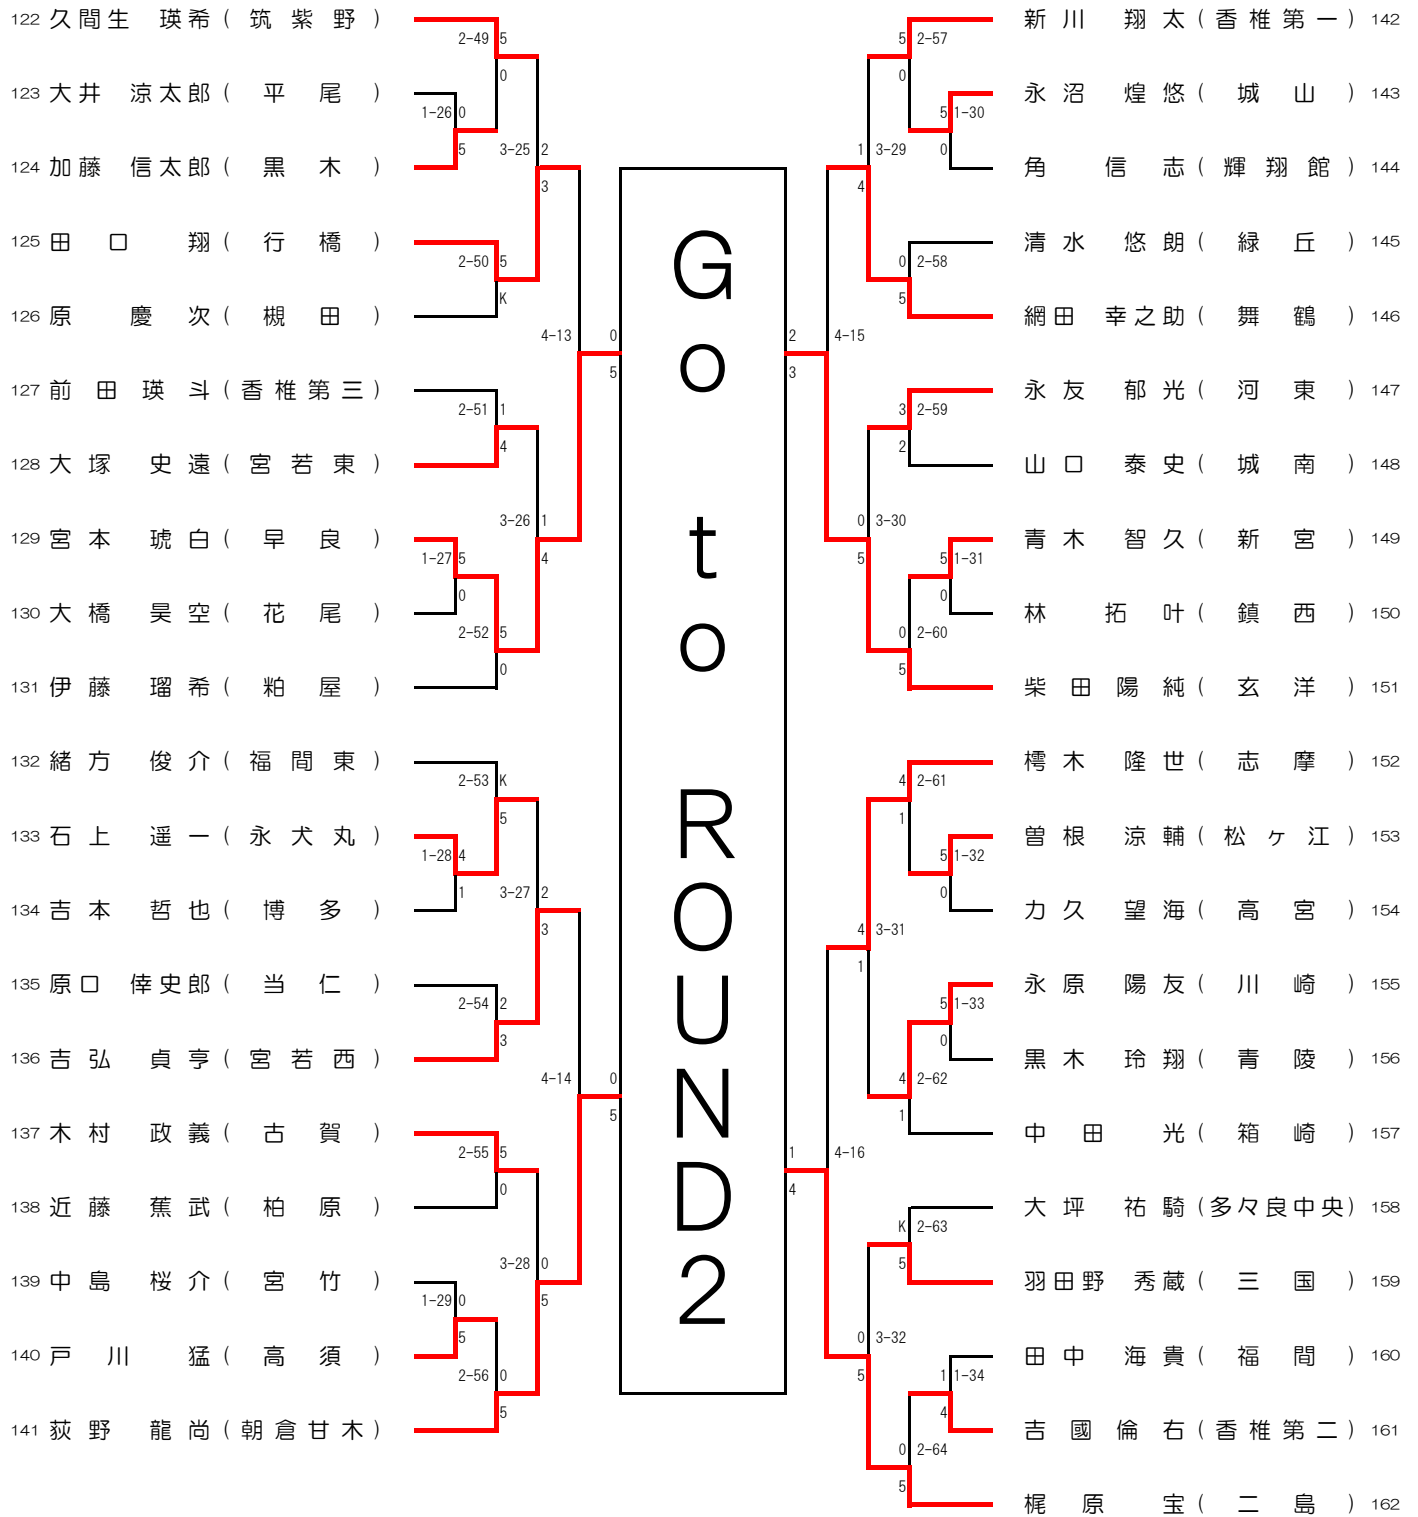 122 久間生 瑛希 ( 筑紫野 )
123 大井 涼太郎 ( 平尾 )
124 加藤 信太郎 ( 黒木 )
125 田口 翔 ( 行橋 )
126 原 慶次 ( 槻田 )
127 前田 瑛斗 ( 香椎第三 )
128 大塚 史遠 ( 宮若東 )
129 宮本 琥白 ( 早良 )
130 大橋 昊空 ( 花尾 )
131 伊藤 瑠希 ( 粕屋 )
132 緒方 俊介 ( 福間東 )
133 石上 遥一 ( 永犬丸 )
134 吉本 哲也 ( 博多 )
135 原口 倖史郎 ( 当仁 )
136 吉弘 貞亨 ( 宮若西 )
137 木村 政義 ( 古賀 )
138 近藤 蕉武 ( 柏原 )
139 中島 桜介 ( 宮竹 )
140 戸川 猛 ( 高須 )
141 荻野 龍尚 ( 朝倉甘木 )
2-49 5
0
1-26 0
5
3-25 2
3
2-50 5
K
4-13 0
5
2-51 1
4
3-26 1
4
1-27 5
0
2-52 5
0
2-53 K
5
1-28 4
1
3-27 2
3
2-54 2
3
4-14 0
5
2-55 5
0
3-28 0
5
1-29 0
5
2-56 0
5
Go to ROUND2
5 2-57
0
5 1-30
0
1 3-29
4
0 2-58
5
2 4-15
3
3 2-59
2
0 3-30
5
5 1-31
0
0 2-60
5
4 2-61
1
5 1-32
0
4 3-31
1
5 1-33
0
4 2-62
1
1 4-16
4
K 2-63
5
0 3-32
5
1 1-34
4
0 2-64
5
新川 翔太 ( 香椎第一 ) 142
永沼 煌悠 ( 城山 ) 143
角 信志 ( 輝翔館 ) 144
清水 悠朗 ( 緑丘 ) 145
網田 幸之助 ( 舞鶴 ) 146
永友 郁光 ( 河東 ) 147
山口 泰史 ( 城南 ) 148
青木 智久 ( 新宮 ) 149
林 拓叶 ( 鎮西 ) 150
柴田 陽純 ( 玄洋 ) 151
樗木 隆世 ( 志摩 ) 152
曽根 涼輔 ( 松ヶ江 ) 153
力久 望海 ( 高宮 ) 154
永原 陽友 ( 川崎 ) 155
黒木 玲翔 ( 青陵 ) 156
中田 光 ( 箱崎 ) 157
大坪 祐騎 ( 多々良中央 ) 158
羽田野 秀蔵 ( 三国 ) 159
田中 海貴 ( 福間 ) 160
吉國 倫右 ( 香椎第二 ) 161
梶原 宝 ( 二島 ) 162